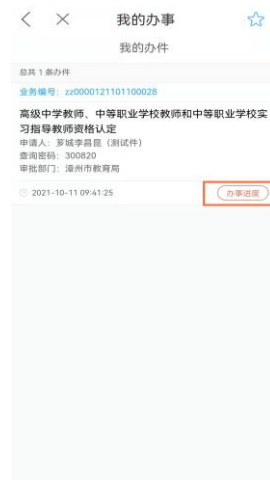 我的办事
我的办件
总共 1 条办件
业务编号：zz0000121101100028
高级中学教师、中等职业学校教师和中等职业学校实
习指导教师资格认定
申请人：芗城李昌昆（测试件）
查询密码：300820
审批部门：漳州市教育局
2021-10-11 09:41:25 办事进度